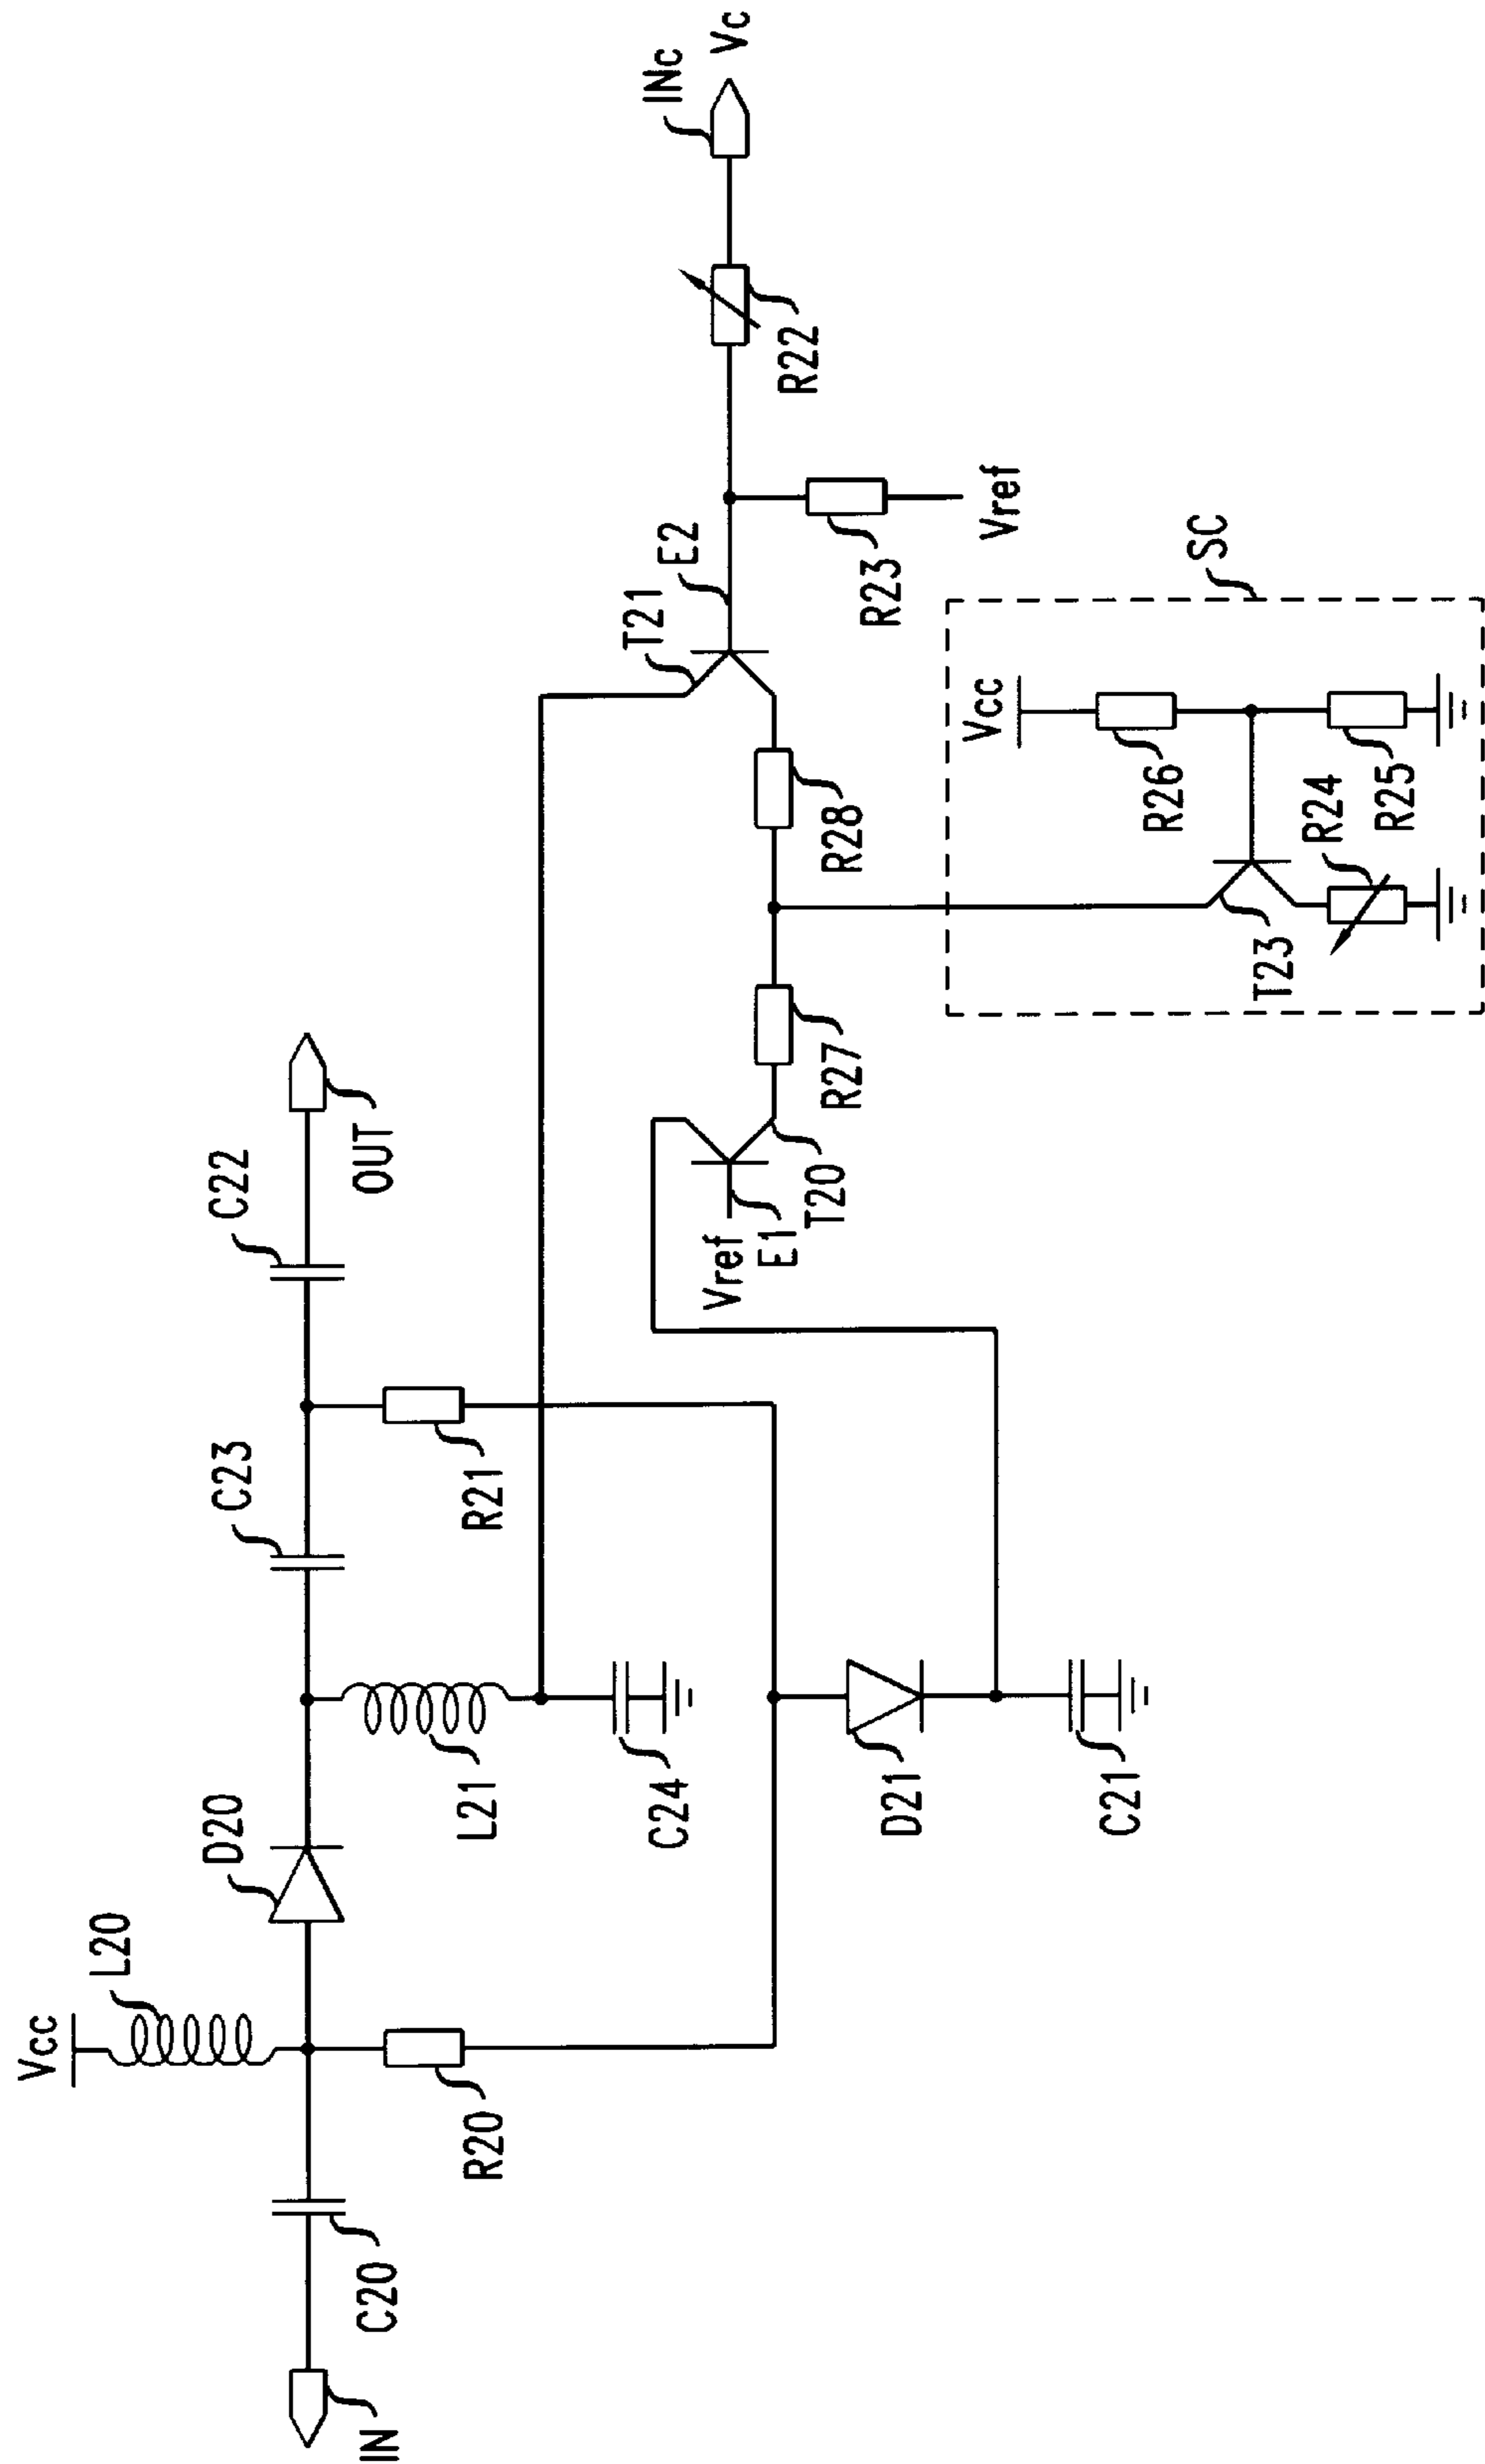 Vcc
L20
D20
C23
C22
IN
C20
R20
L21
R21
OUT
C24
D21
C21
Vref
E1
T20
R27
R28
T21
E2
INc
Vc
R22
R23
Vref
SC
Vcc
R26
T23
R24
R25